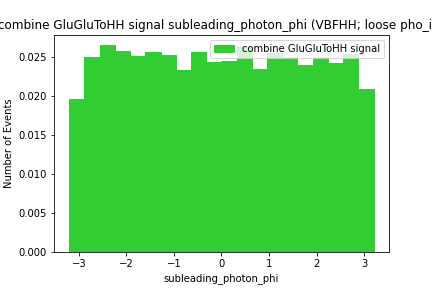 combine GluGluToHH signal subleading_photon_phi (VBFHH; loose pho_i
combine GluGluToHH signal
Number of Events
0.025
0.020
0.015
0.010
0.005
0.000
−3 −2 −1 0 1 2 3
subleading_photon_phi